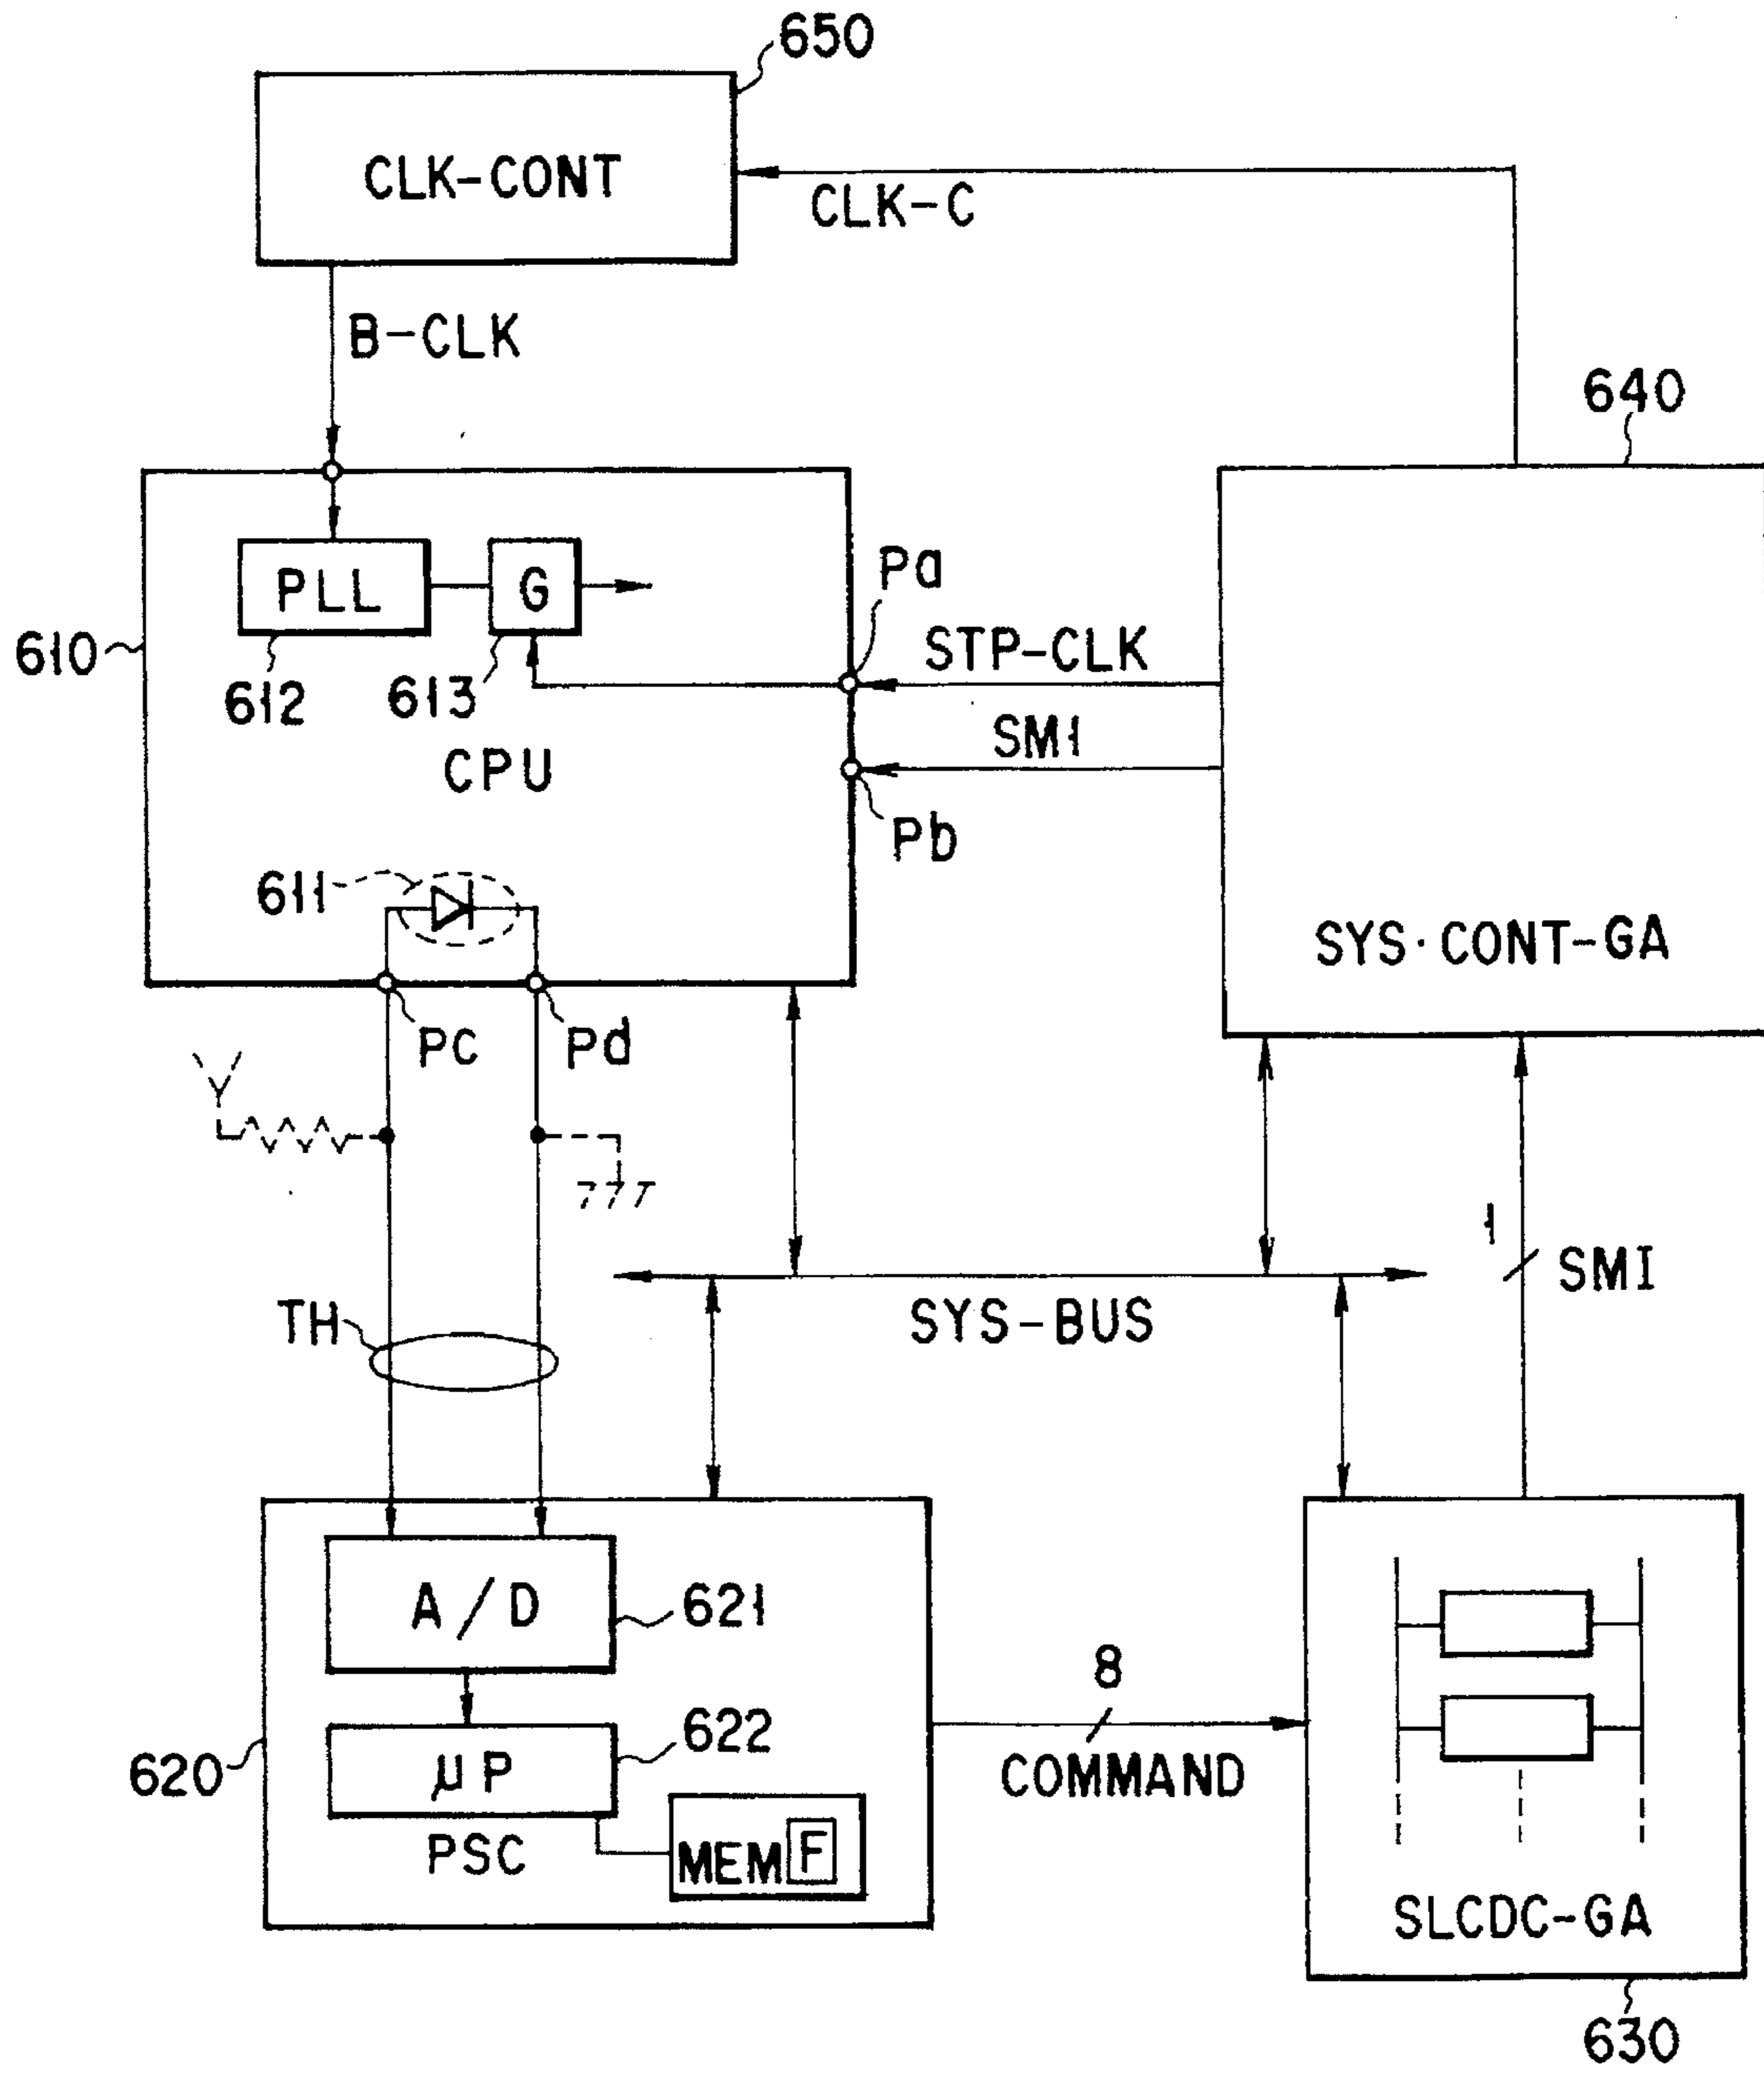 650
CLK-CONT
CLK-C
B-CLK
640
PLL
G
Pa
610
612
613
STP-CLK
SMI
CPU
Pb
611
SYS·CONT-GA
Pc
Pd
1
SMI
TH
SYS-BUS
A/D
621
8
622
620
μP
COMMAND
PSC
MEM F
SLCDC-GA
630